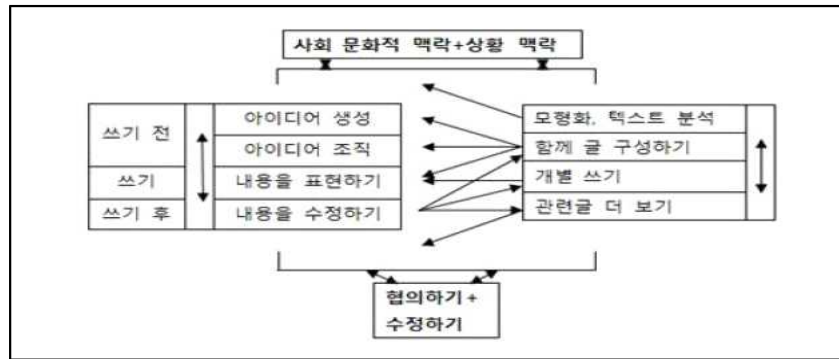 사회 문화적 맥락+상황 맥락
쓰기 전
아이디어 생성
아이디어 조직
쓰기
내용을 표현하기
쓰기 후
내용을 수정하기
모형화, 텍스트 분석
함께 글 구성하기
개별 쓰기
관련글 더 보기
협의하기+
수정하기